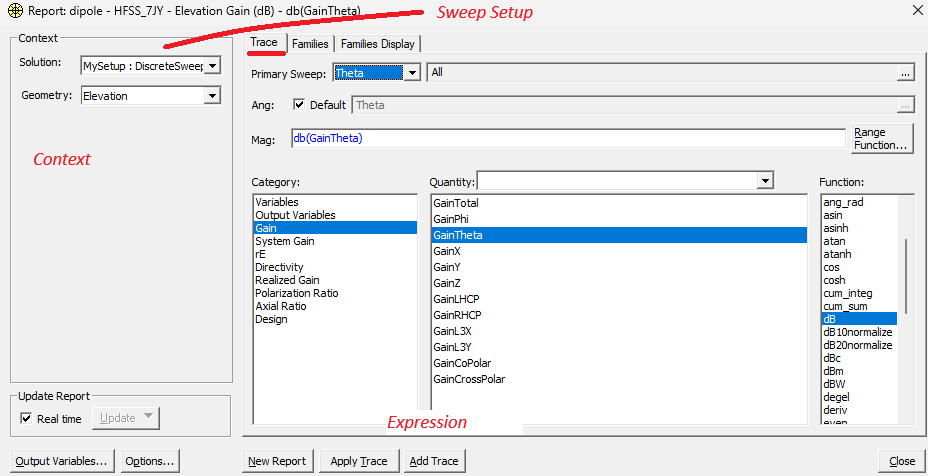 Report: dipole - HFSS_7JY - Elevation Gain (dB) - db(GainTheta)
Sweep Setup
Context
Solution: MySetup : DiscreteSweep
Geometry: Elevation
Context
Trace Families Families Display
Primary Sweep: Theta All ...
Ang: Default Theta ...
Mag: db(GainTheta) Range Function...
Category: Quantity: Function:
Variables
Output Variables
Gain
System Gain
rE
Directivity
Realized Gain
Polarization Ratio
Axial Ratio
Design
GainTotal
GainPhi
GainTheta
GainX
GainY
GainZ
GainLHCP
GainRHCP
GainL3X
GainL3Y
GainCoPolar
GainCrossPolar
ang_rad
asin
asinh
atan
atanh
cos
cosh
cum_integ
cum_sum
dB
dB10normalize
dB20normalize
dBc
dBm
dBW
degel
deriv
even
Expression
Update Report
Real time Update
Output Variables... Options... New Report Apply Trace Add Trace Close